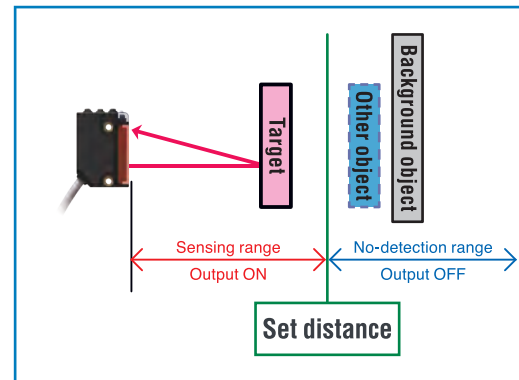 Target
Other object
Background object
Sensing range
Output ON
No-detection range
Output OFF
Set distance